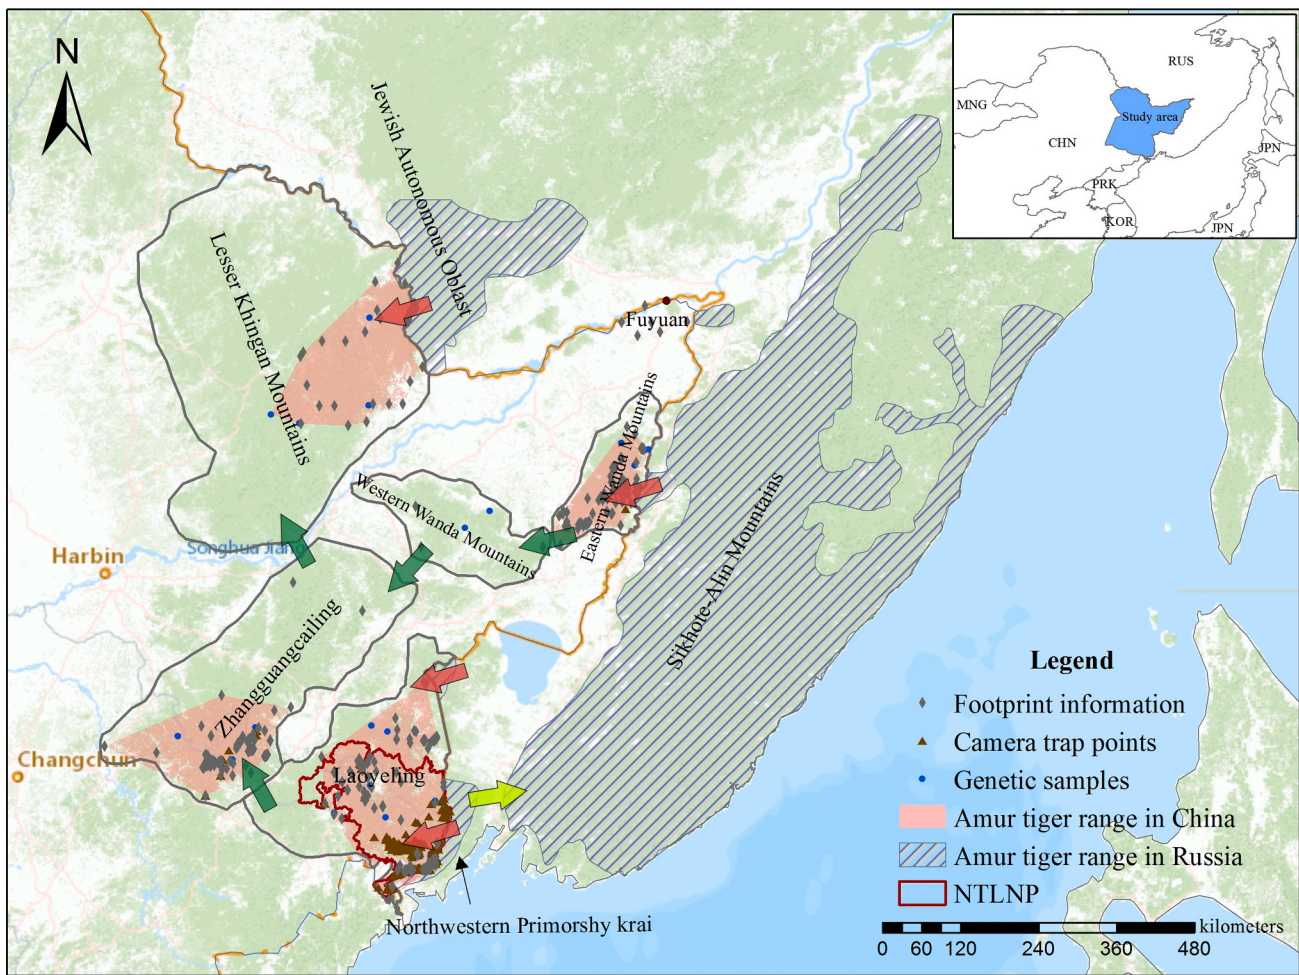 N
RUS
MNG
Study area
CHN
JPN
PRK
KOR
JPN
Jewish Autonomous Oblast
Lesser Khingan Mountains
Fuyuan
Eastern Wanda Mountains
Western Wanda Mountains
Sikhote-Alin Mountains
Harbin
Songhua Jiang
Zhangguangcailing
Changchun
Laoyeling
Northwestern Primorshy krai
Legend
Footprint information
Camera trap points
Genetic samples
Amur tiger range in China
Amur tiger range in Russia
NTLNP
kilometers
0 60 120 240 360 480